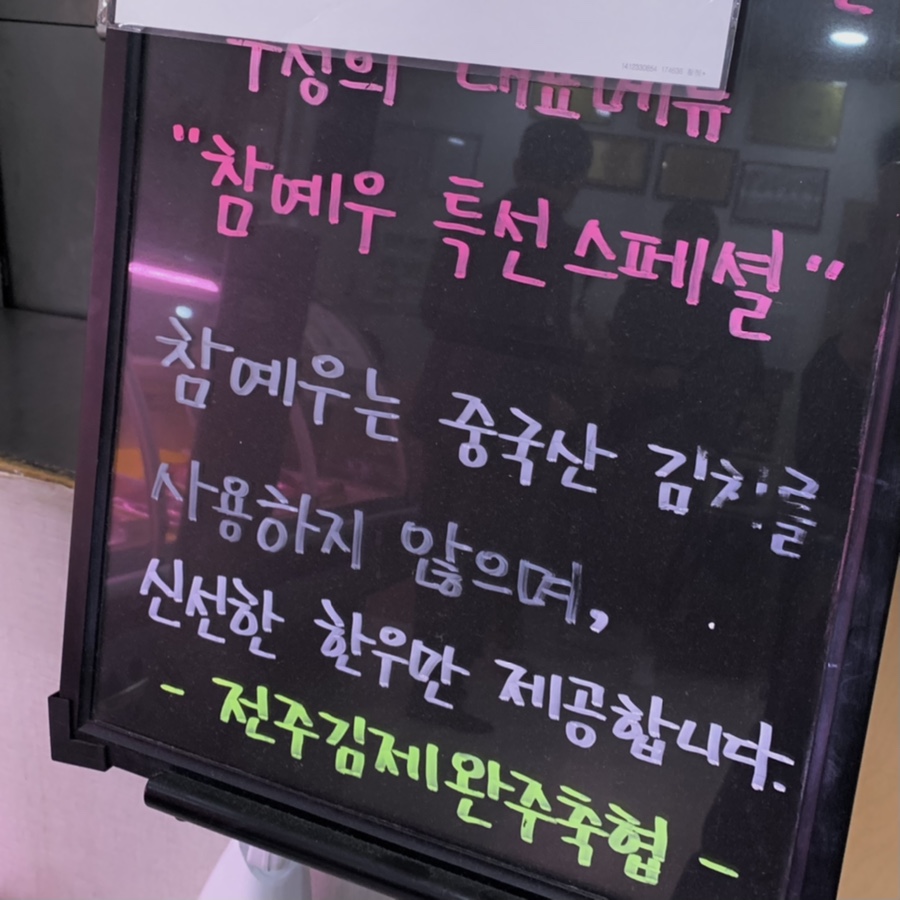 "참예우 특선스페셜"
참예우는 중국산 김치를
사용하지 않으며,
신선한 한우만 제공합니다.
- 전주김제완주축협 -